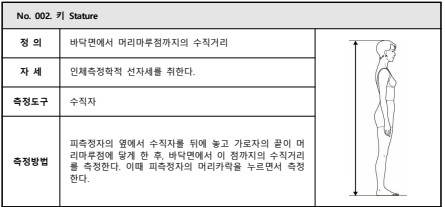 No. 002. 키 Stature
정 의
바닥면에서 머리마루점까지의 수직거리
자 세
인체측정학적 선자세를 취한다.
측정도구
수직자
측정방법
피측정자의 옆에서 수직자를 뒤에 놓고 가로자의 끝이 머
리마루점에 닿게 한 후, 바닥면에서 이 점까지의 수직거리
를 측정한다. 이때 피측정자의 머리카락을 누르면서 측정
한다.